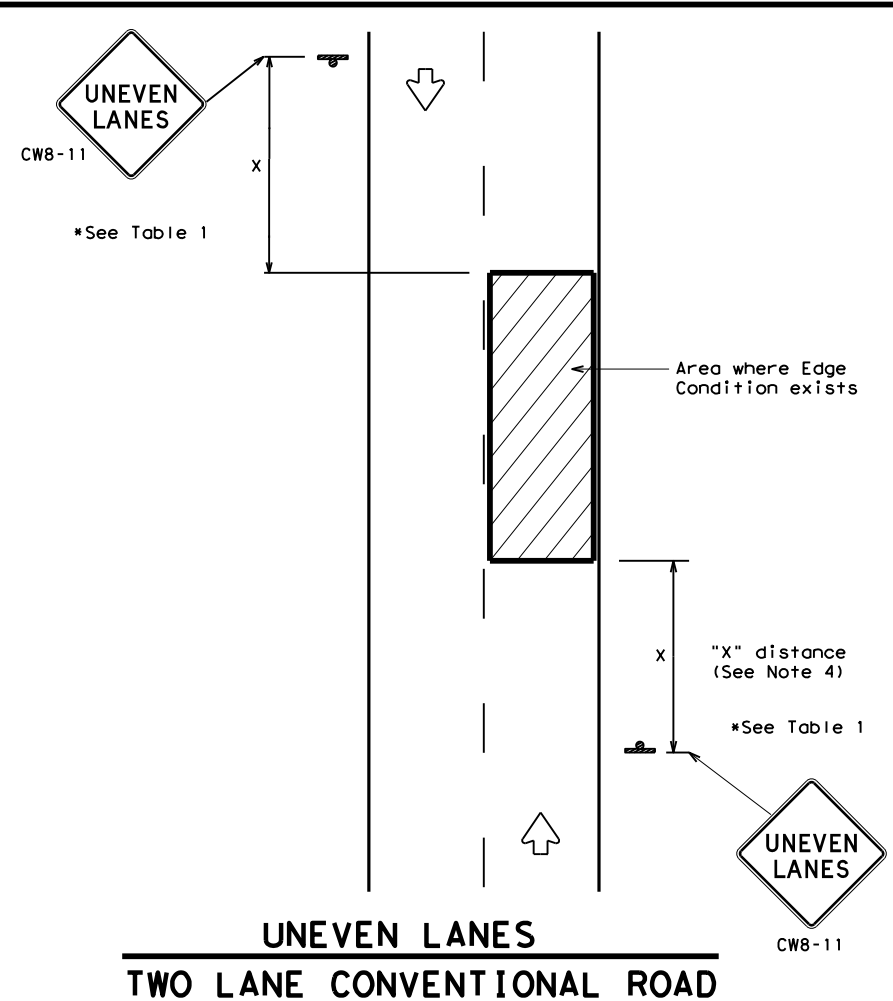 UNEVEN
LANES
CW8-11
X
*See Table 1
Area where Edge
Condition exists
X
"X" distance
(See Note 4)
*See Table 1
UNEVEN
LANES
CW8-11
UNEVEN LANES
TWO LANE CONVENTIONAL ROAD